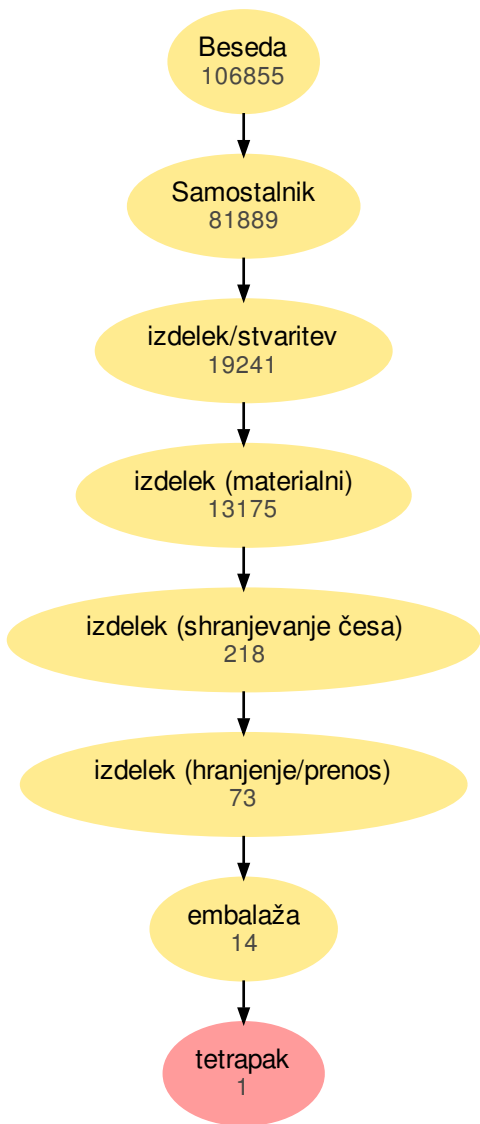 Beseda
106855
Samostalnik
81889
izdelek/stvaritev
19241
izdelek (materialni)
13175
izdelek (shranjevanje česa)
218
izdelek (hranjenje/prenos)
73
embalaža
14
tetrapak
1